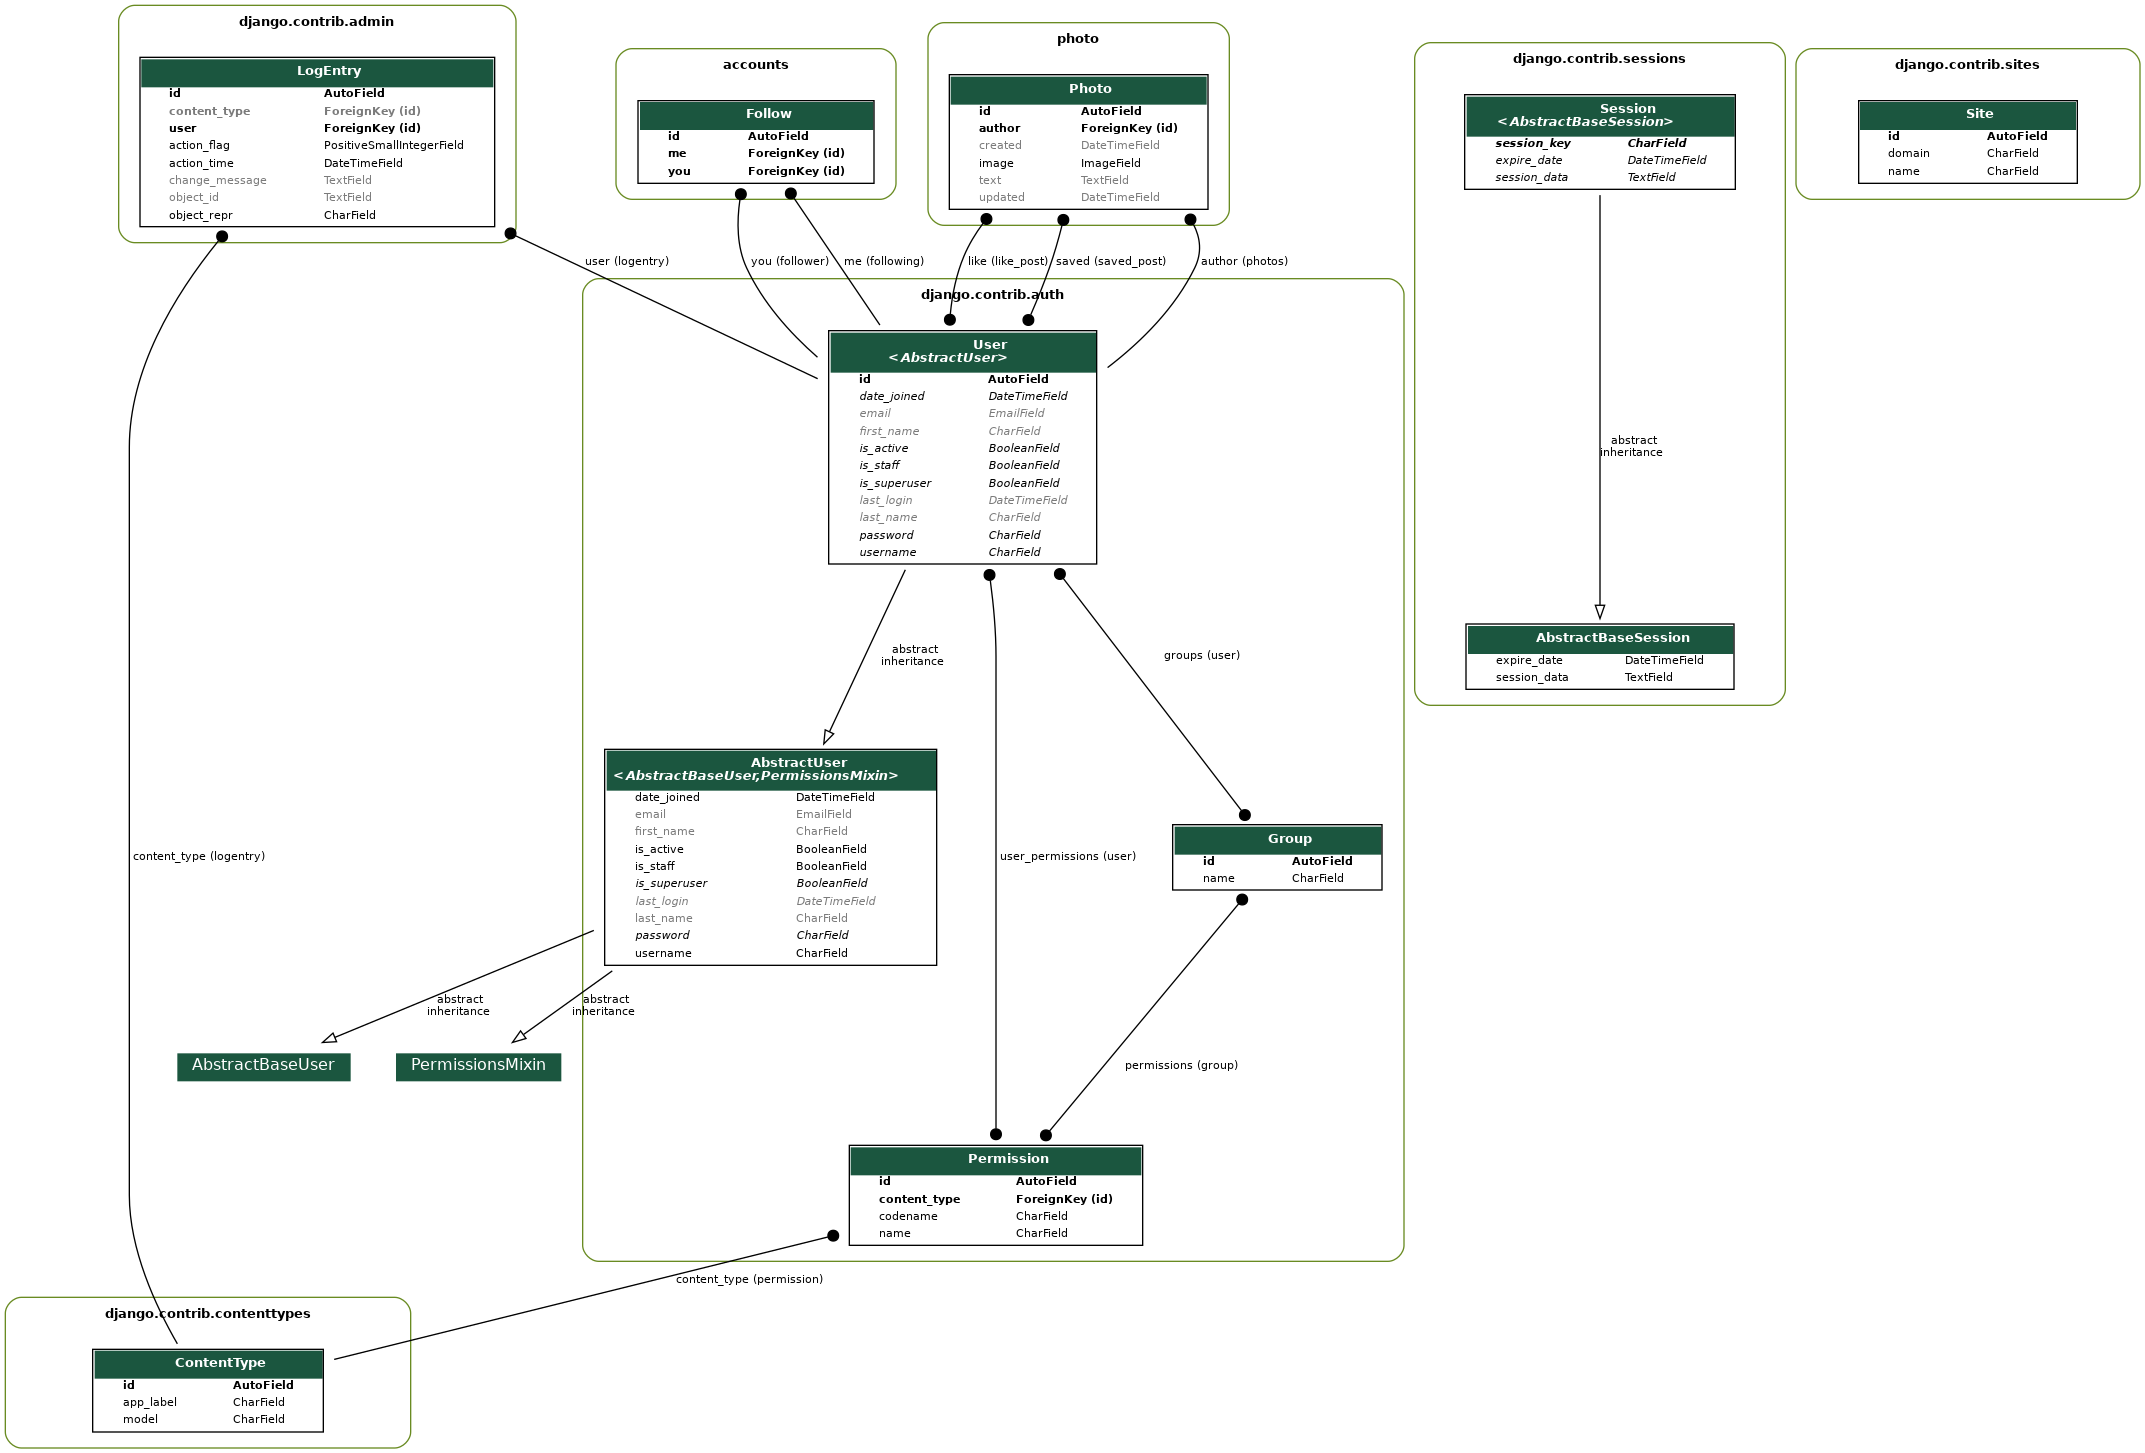 django.contrib.admin
LogEntry
id AutoField
content_type ForeignKey (id)
user ForeignKey (id)
action_flag PositiveSmallIntegerField
action_time DateTimeField
change_message TextField
object_id TextField
object_repr CharField
accounts
Follow
id AutoField
me ForeignKey (id)
you ForeignKey (id)
photo
Photo
id AutoField
author ForeignKey (id)
created DateTimeField
image ImageField
text TextField
updated DateTimeField
django.contrib.sessions
Session
<AbstractBaseSession>
session_key CharField
expire_date DateTimeField
session_data TextField
abstract
inheritance
AbstractBaseSession
expire_date DateTimeField
session_data TextField
django.contrib.sites
Site
id AutoField
domain CharField
name CharField
user (logentry)
you (follower)
me (following)
like (like_post)
saved (saved_post)
author (photos)
django.contrib.auth
User
<AbstractUser>
id AutoField
date_joined DateTimeField
email EmailField
first_name CharField
is_active BooleanField
is_staff BooleanField
is_superuser BooleanField
last_login DateTimeField
last_name CharField
password CharField
username CharField
abstract
inheritance
groups (user)
AbstractUser
<AbstractBaseUser,PermissionsMixin>
date_joined DateTimeField
email EmailField
first_name CharField
is_active BooleanField
is_staff BooleanField
is_superuser BooleanField
last_login DateTimeField
last_name CharField
password CharField
username CharField
content_type (logentry)
user_permissions (user)
Group
id AutoField
name CharField
abstract
inheritance
abstract
inheritance
AbstractBaseUser
PermissionsMixin
permissions (group)
Permission
id AutoField
content_type ForeignKey (id)
codename CharField
name CharField
content_type (permission)
django.contrib.contenttypes
ContentType
id AutoField
app_label CharField
model CharField